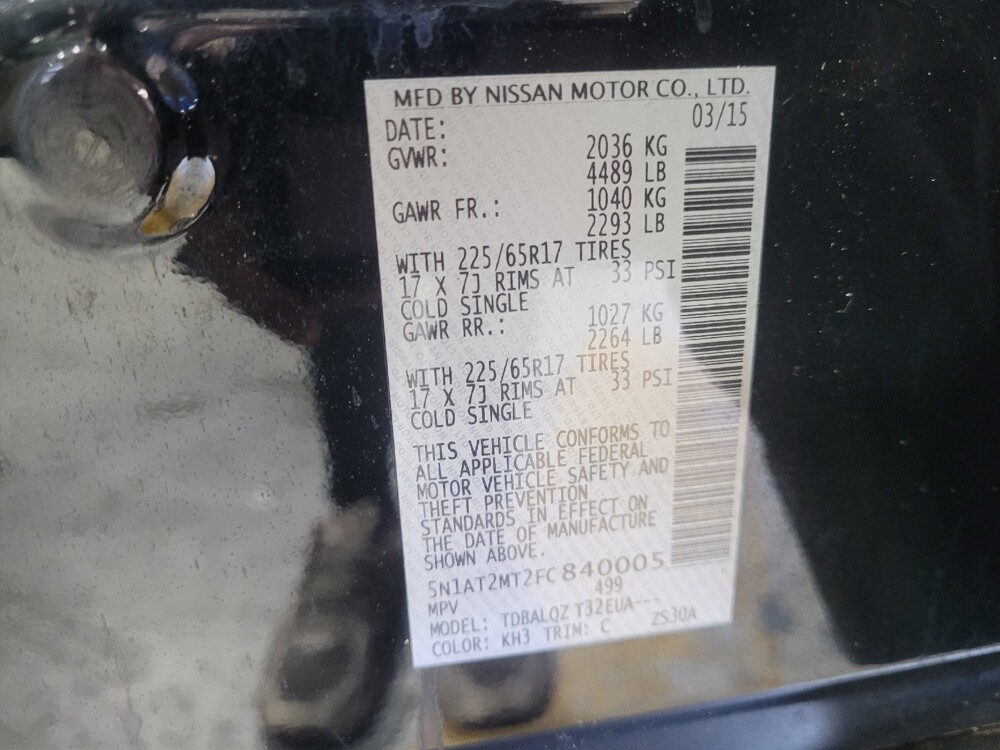 MFD BY NISSAN MOTOR CO., LTD.
DATE: 03/15
GVWR: 2036 KG
4489 LB
GAWR FR.: 1040 KG
2293 LB
WITH 225/65R17 TIRES
17 X 7J RIMS AT 33 PSI
COLD SINGLE
GAWR RR.: 1027 KG
2264 LB
WITH 225/65R17 TIRES
17 X 7J RIMS AT 33 PSI
COLD SINGLE
THIS VEHICLE CONFORMS TO
ALL APPLICABLE FEDERAL
MOTOR VEHICLE SAFETY AND
THEFT PREVENTION
STANDARDS IN EFFECT ON
THE DATE OF MANUFACTURE
SHOWN ABOVE.
5N1AT2MT2FC840005
MPV 499
MODEL: TDBALQZ T32EUA---
COLOR: KH3 TRIM: C ZS30A